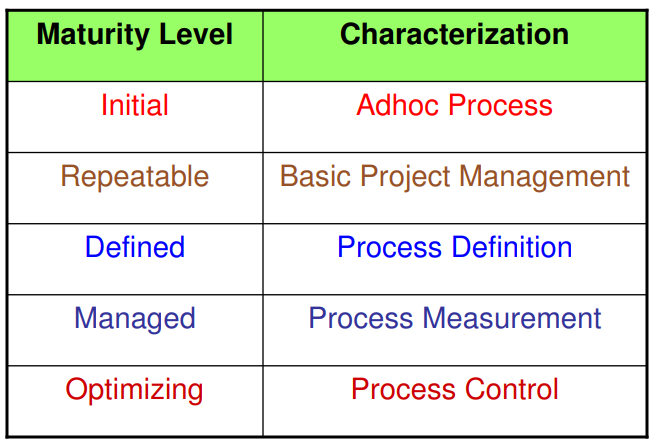 Maturity Level Characterization
Initial Adhoc Process
Repeatable Basic Project Management
Defined Process Definition
Managed Process Measurement
Optimizing Process Control